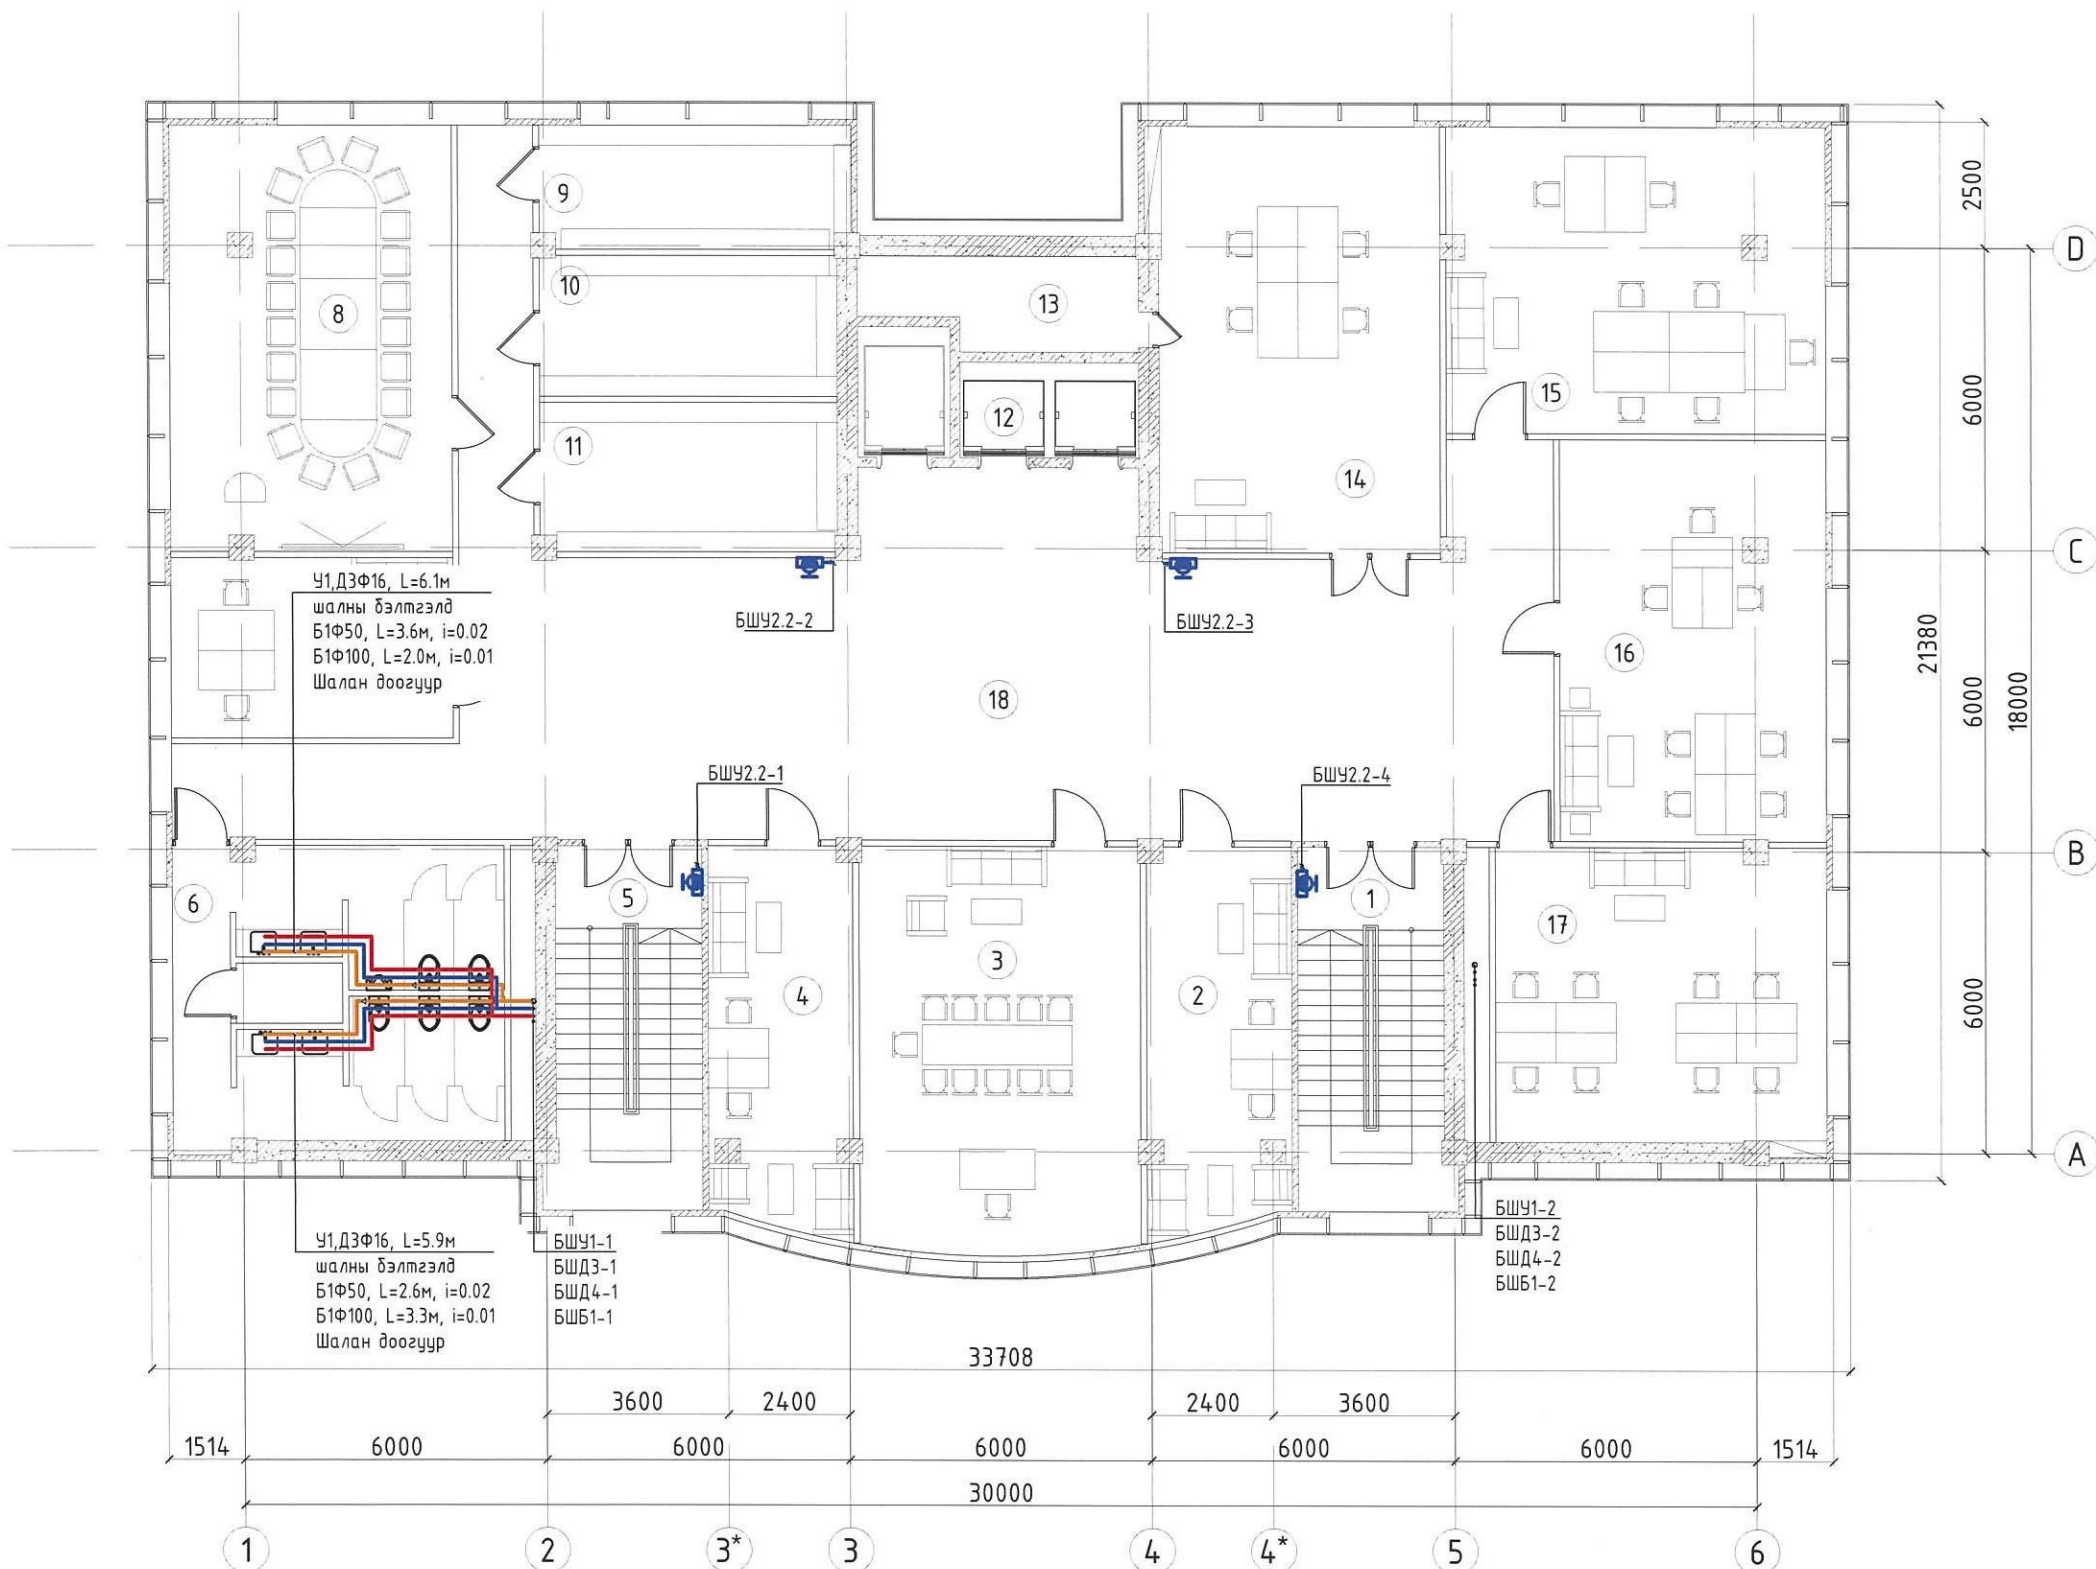 2500
9
D
10
13
8
6000
15
12
11
14
C
У1,Д3Ф16, L=6.1м
шалны бэлтгэлд
Б1Ф50, L=3.6м, i=0.02
Б1Ф100, L=2.0м, i=0.01
Шалан доогуур
БШУ2.2-2
БШУ2.2-3
16
21380
18
6000
18000
БШУ2.2-1
БШУ2.2-4
B
6
5
1
17
3
4
2
6000
A
У1,Д3Ф16, L=5.9м
шалны бэлтгэлд
Б1Ф50, L=2.6м, i=0.02
Б1Ф100, L=3.3м, i=0.01
Шалан доогуур
БШУ1-1
БШД3-1
БШД4-1
БШБ1-1
БШУ1-2
БШД3-2
БШД4-2
БШБ1-2
33708
3600 2400 2400 3600
1514 6000 6000 6000 6000 6000 1514
30000
1 2 3* 3 4 4* 5 6